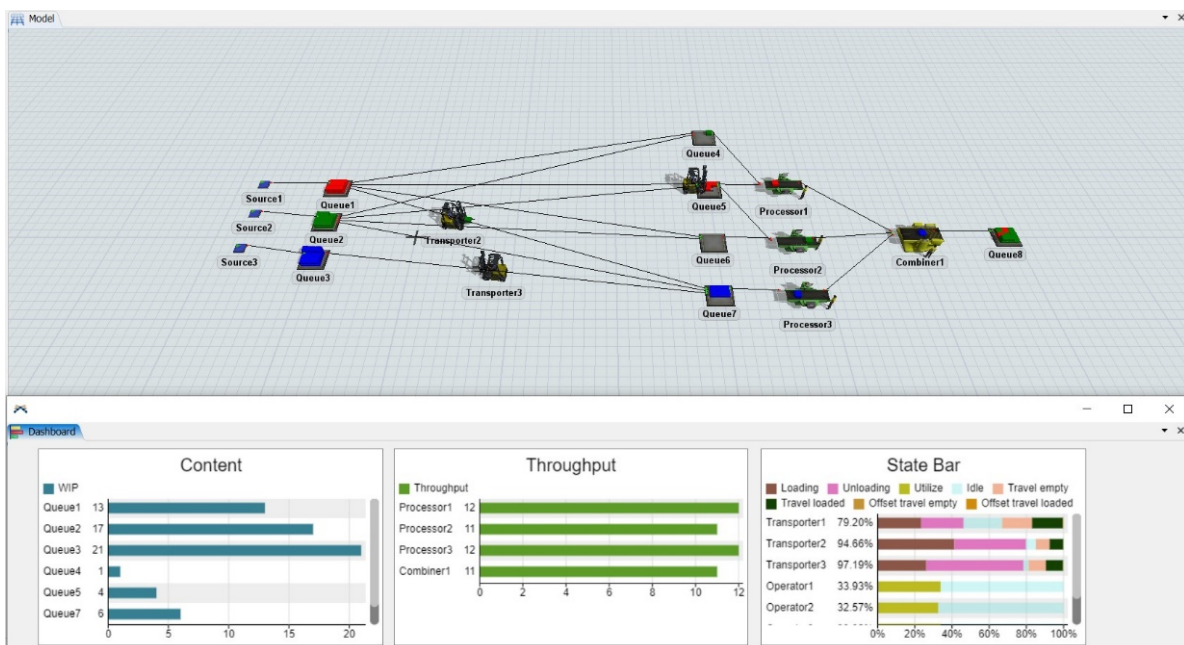 Model
Queue4
Source1
Queue1
Queue5
Processor1
Source2
Queue2
Transporter2
Queue6
Processor2
Combiner1
Queue8
Source3
Queue3
Transporter3
Queue7
Processor3
Dashboard
Content
WIP
Queue1 13
Queue2 17
Queue3 21
Queue4 1
Queue5 4
Queue7 6
0 5 10 15 20
Throughput
Throughput
Processor1 12
Processor2 11
Processor3 12
Combiner1 11
0 2 4 6 8 10 12
State Bar
Loading Unloading Utilize Idle Travel empty
Travel loaded Offset travel empty Offset travel loaded
Transporter1 79.20%
Transporter2 94.66%
Transporter3 97.19%
Operator1 33.93%
Operator2 32.57%
0% 20% 40% 60% 80% 100%